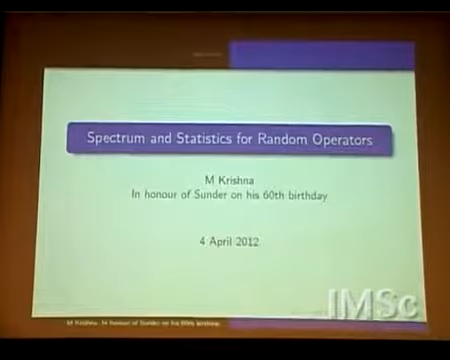 Spectrum and Statistics for Random Operators
M Krishna
In honour of Sunder on his 60th birthday
4 April 2012
IMSc
M Krishna In honour of Sunder on his 60th birthday